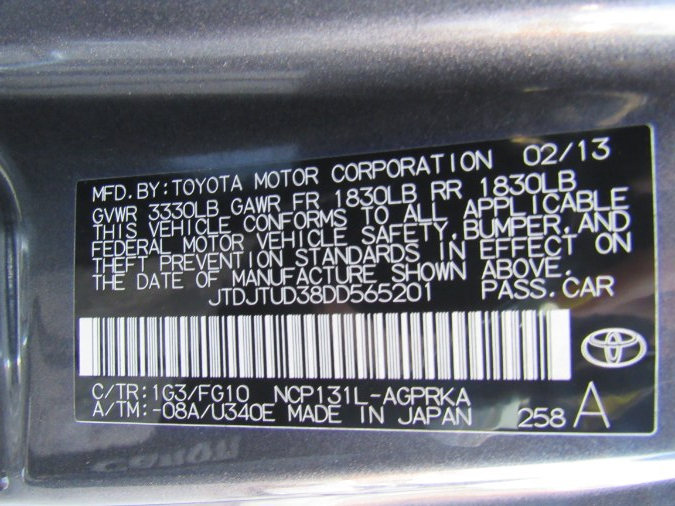 MFD. BY: TOYOTA MOTOR CORPORATION 02/13
GVWR 3330LB GAWR FR 1830LB RR 1830LB
THIS VEHICLE CONFORMS TO ALL APPLICABLE
FEDERAL MOTOR VEHICLE SAFETY, BUMPER, AND
THEFT PREVENTION STANDARDS IN EFFECT ON
THE DATE OF MANUFACTURE SHOWN ABOVE.
JTDJTUD38DD565201 PASS. CAR
C/TR: 1G3/FG10 NCP131L-AGPRKA
A/TM: -08A/U340E MADE IN JAPAN 258 A